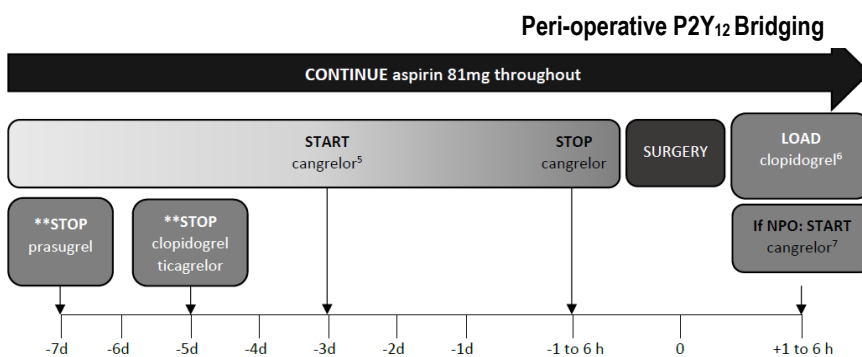 Peri-operative P2Y₁₂ Bridging
CONTINUE aspirin 81mg throughout
START
cangrelor⁵
STOP
cangrelor
SURGERY
LOAD
clopidogrel⁶
**STOP
prasugrel
**STOP
clopidogrel
ticagrelor
If NPO: START
cangrelor⁷
-7d -6d -5d -4d -3d -2d -1d -1 to 6 h 0 +1 to 6 h